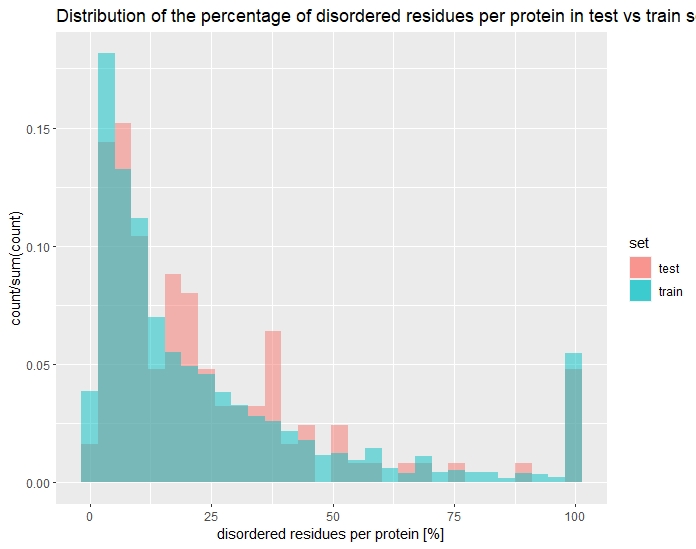 Distribution of the percentage of disordered residues per protein in test vs train s
0.15
0.10
0.05
0.00
count/sum(count)
0 25 50 75 100
disordered residues per protein [%]
set
test
train